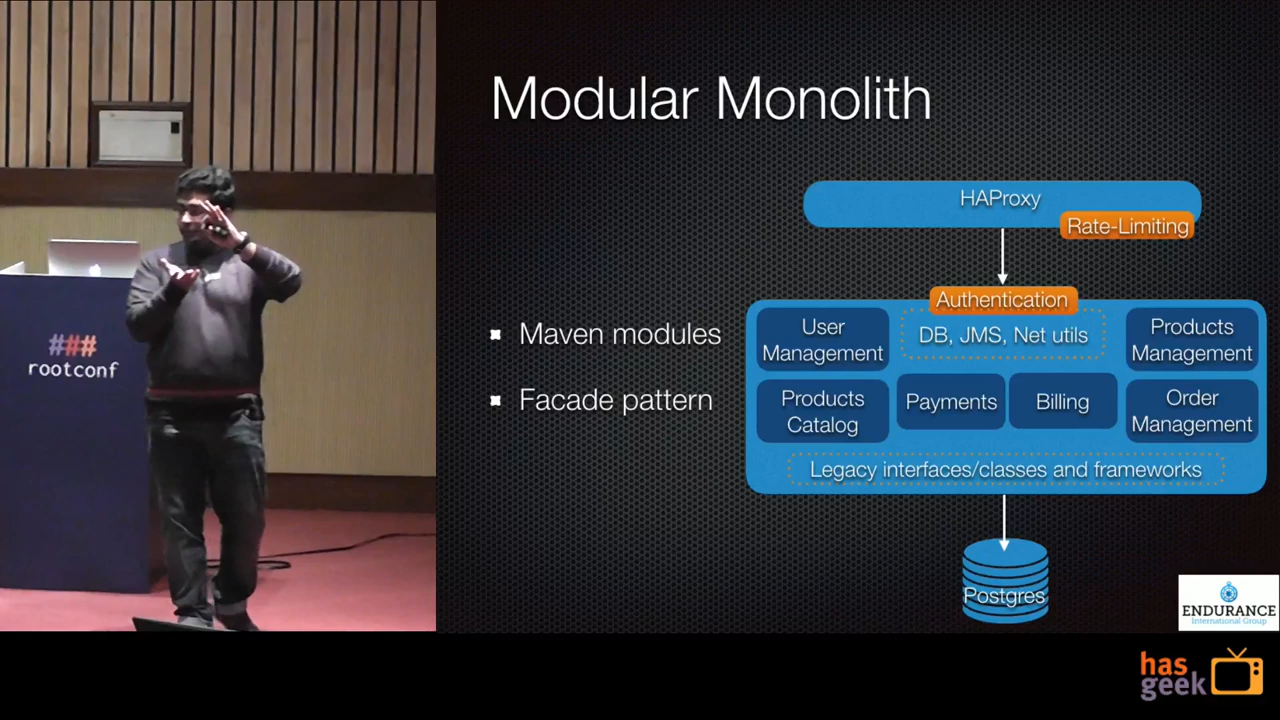 Modular Monolith
HAProxy
Rate-Limiting
Authentication
User
Management
DB, JMS, Net utils
Products
Management
Maven modules
Facade pattern
Products
Catalog
Payments
Billing
Order
Management
Legacy interfaces/classes and frameworks
Postgres
###
rootconf
ENDURANCE
International Group
has
geek